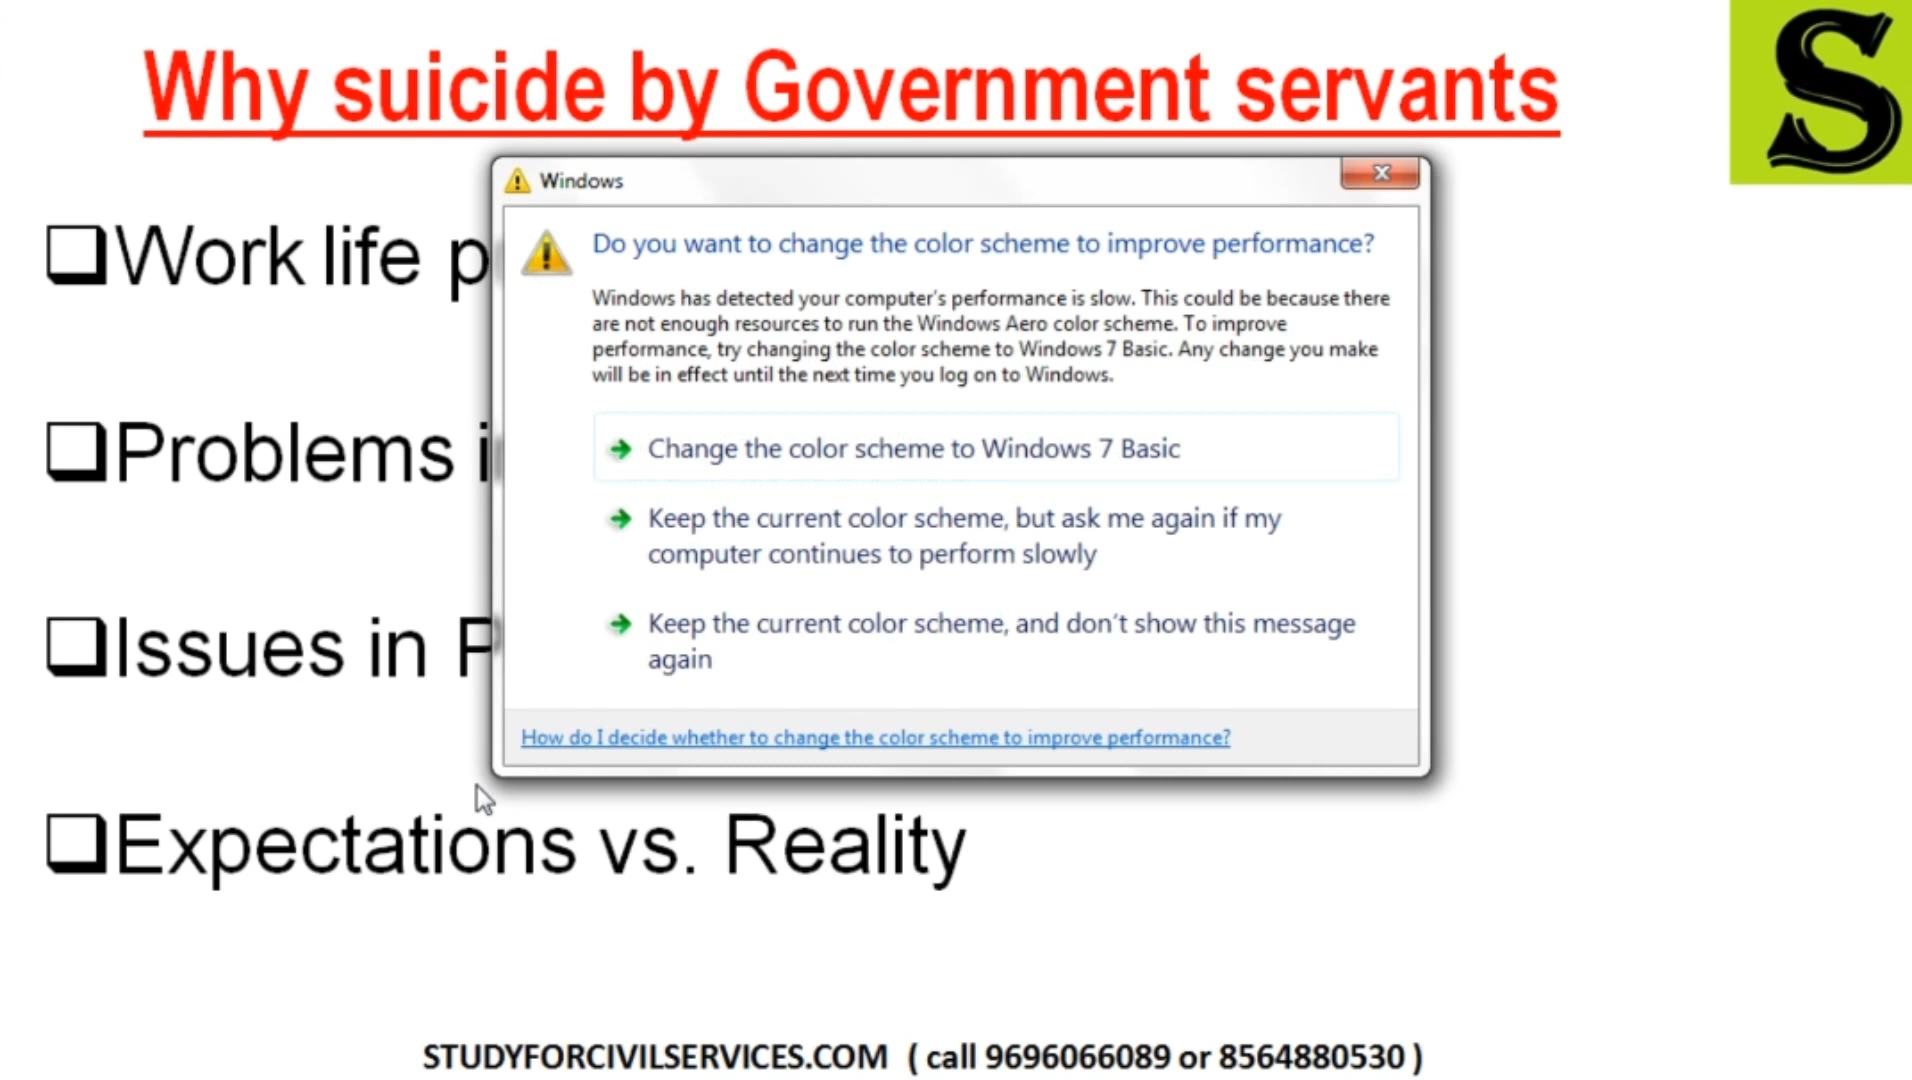 Why suicide by Government servants
S
Windows
Work life
Do you want to change the color scheme to improve performance?
Windows has detected your computer's performance is slow. This could be because there
are not enough resources to run the Windows Aero color scheme. To improve
performance, try changing the color scheme to Windows 7 Basic. Any change you make
will be in effect until the next time you log on to Windows.
Problems
Change the color scheme to Windows 7 Basic
Keep the current color scheme, but ask me again if my
computer continues to perform slowly
Issues in
Keep the current color scheme, and don't show this message
again
How do I decide whether to change the color scheme to improve performance?
Expectations vs. Reality
STUDYFORCIVILSERVICES.COM ( call 9696066089 or 8564880530 )